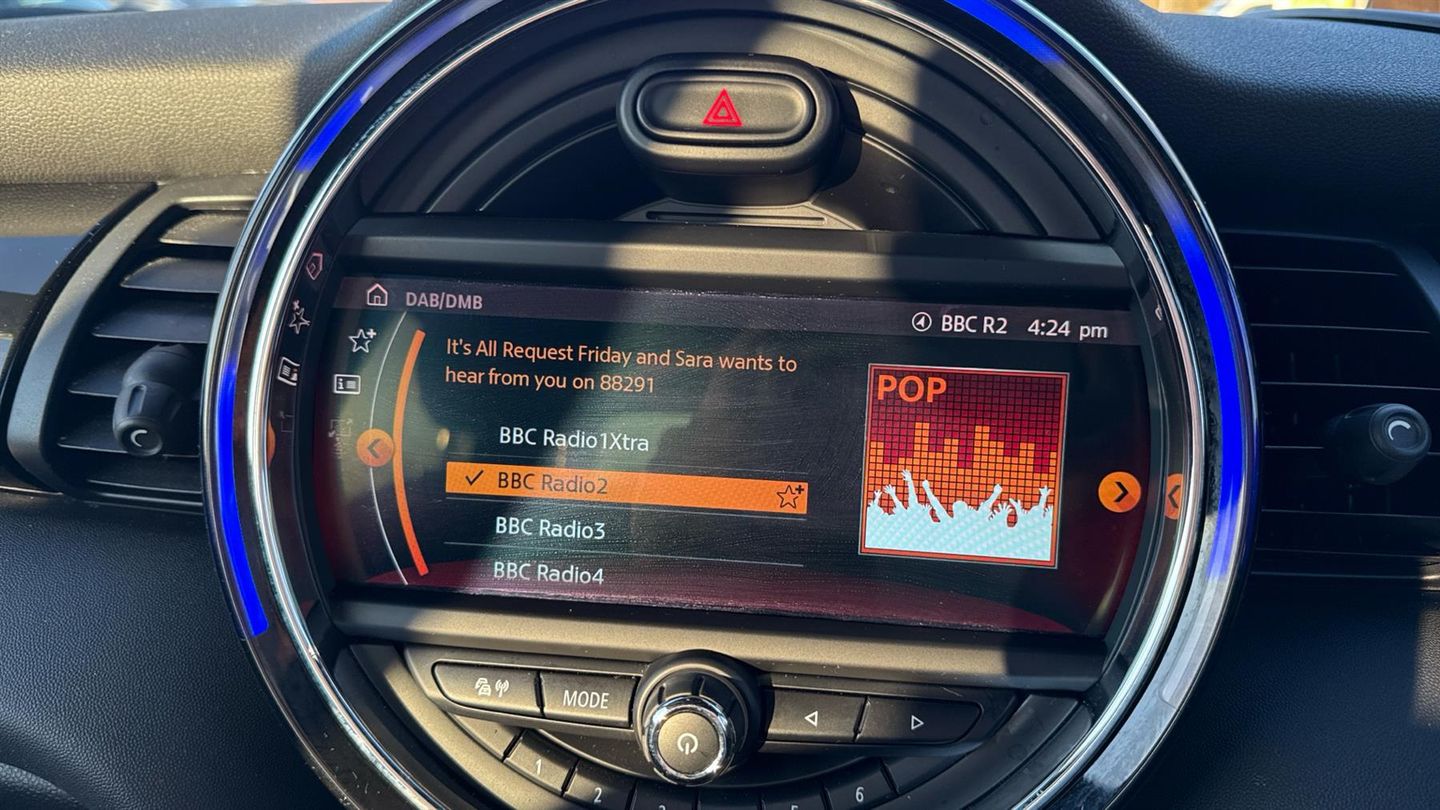 DAB/DMB
BBC R2 4:24 pm
It's All Request Friday and Sara wants to
hear from you on 88291
POP
BBC Radio1Xtra
BBC Radio2
BBC Radio3
BBC Radio4
MODE
1
2
6